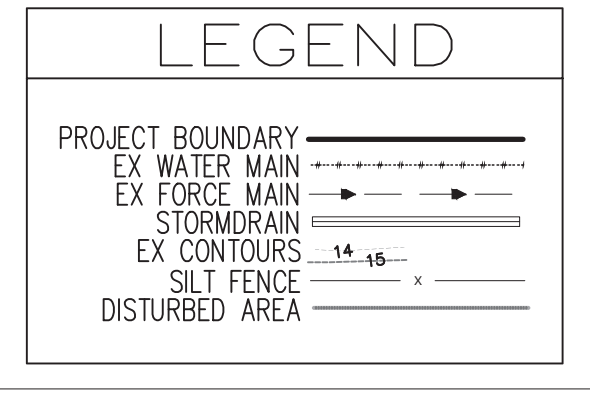 LEGEND
PROJECT BOUNDARY
EX WATER MAIN
EX FORCE MAIN
STORMDRAIN
EX CONTOURS 14 15
SILT FENCE x
DISTURBED AREA